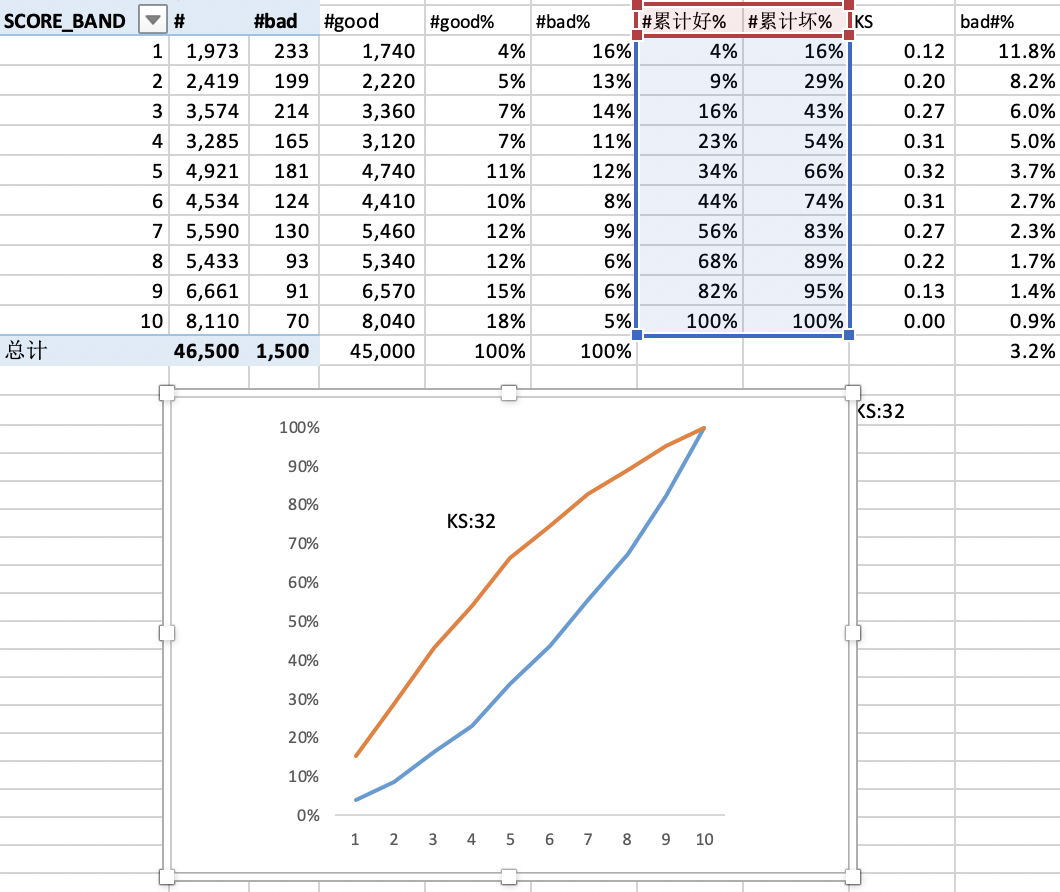 SCORE_BAND # #bad #good #good% #bad% #累计好% #累计坏% KS bad#%
1 1,973 233 1,740 4% 16% 4% 16% 0.12 11.8%
2 2,419 199 2,220 5% 13% 9% 29% 0.20 8.2%
3 3,574 214 3,360 7% 14% 16% 43% 0.27 6.0%
4 3,285 165 3,120 7% 11% 23% 54% 0.31 5.0%
5 4,921 181 4,740 11% 12% 34% 66% 0.32 3.7%
6 4,534 124 4,410 10% 8% 44% 74% 0.31 2.7%
7 5,590 130 5,460 12% 9% 56% 83% 0.27 2.3%
8 5,433 93 5,340 12% 6% 68% 89% 0.22 1.7%
9 6,661 91 6,570 15% 6% 82% 95% 0.13 1.4%
10 8,110 70 8,040 18% 5% 100% 100% 0.00 0.9%
总计 46,500 1,500 45,000 100% 100% 3.2%
KS:32
100%
90%
80%
KS:32
70%
60%
50%
40%
30%
20%
10%
0%
1 2 3 4 5 6 7 8 9 10